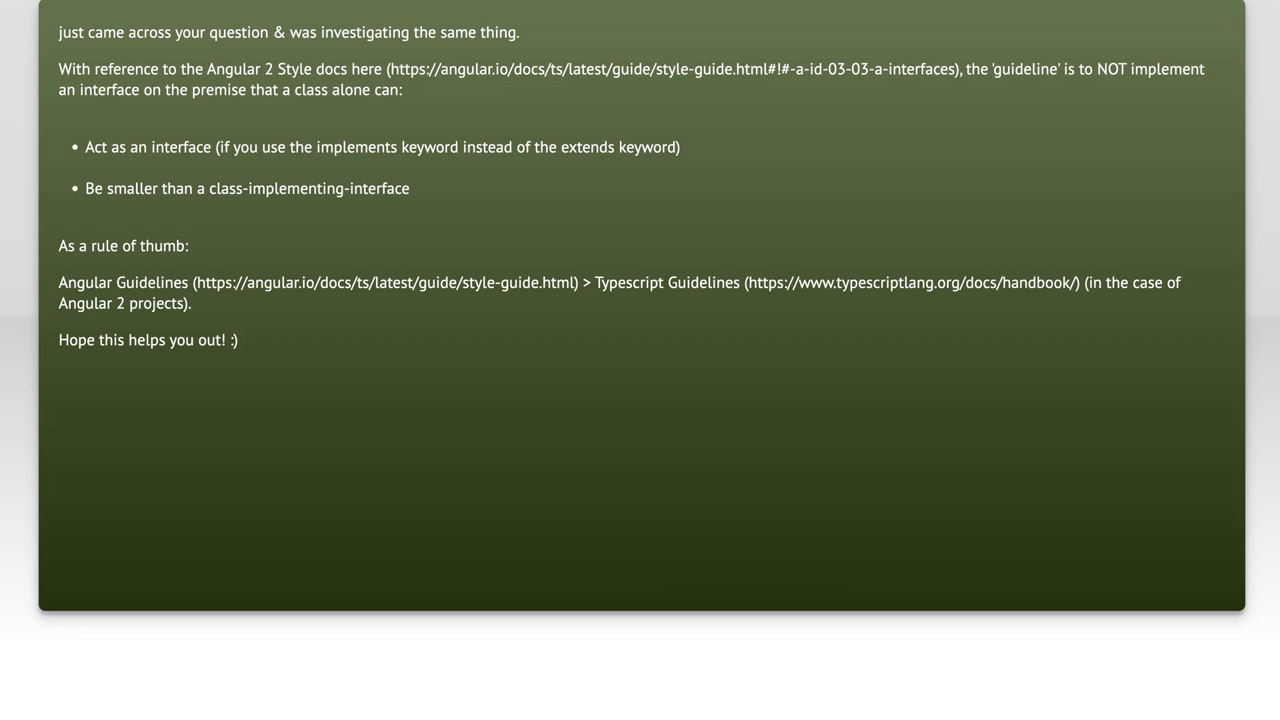 just came across your question & was investigating the same thing.
With reference to the Angular 2 Style docs here (https://angular.io/docs/ts/latest/guide/style-guide.html#!#-a-id-03-03-a-interfaces), the 'guideline' is to NOT implement
an interface on the premise that a class alone can:
• Act as an interface (if you use the implements keyword instead of the extends keyword)
• Be smaller than a class-implementing-interface
As a rule of thumb:
Angular Guidelines (https://angular.io/docs/ts/latest/guide/style-guide.html) > Typescript Guidelines (https://www.typescriptlang.org/docs/handbook/) (in the case of
Angular 2 projects).
Hope this helps you out! :)